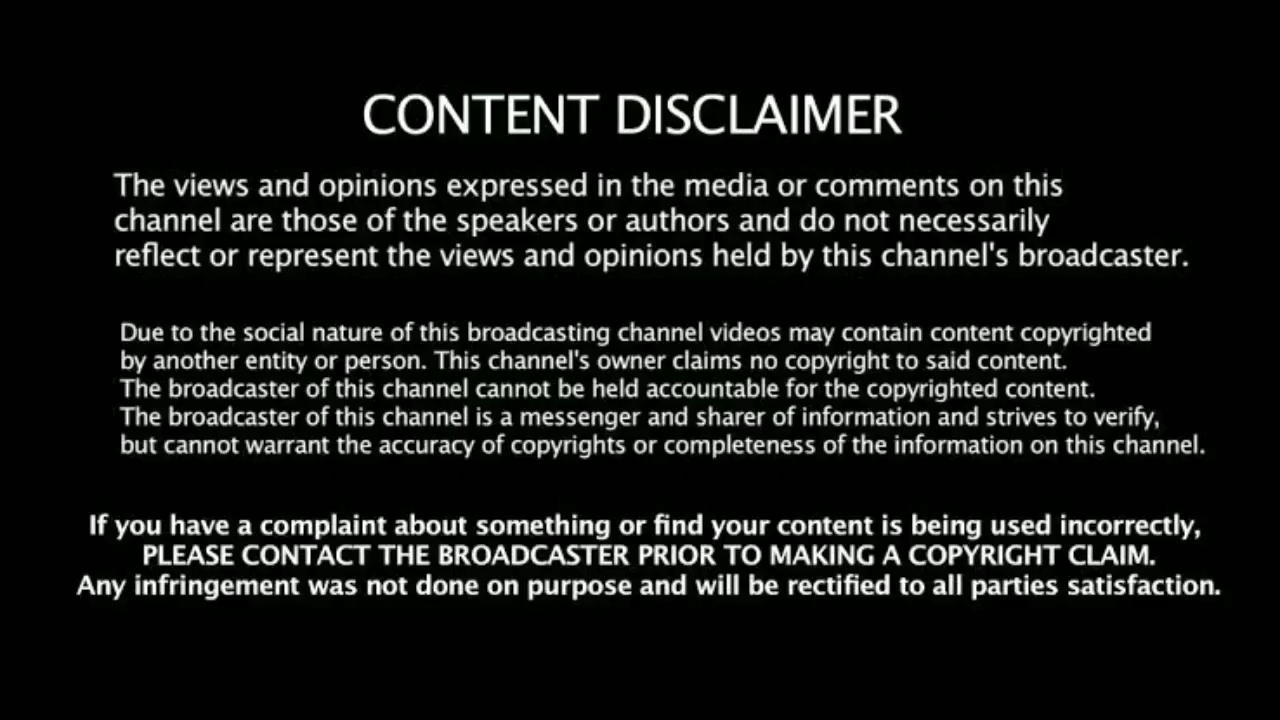 CONTENT DISCLAIMER
The views and opinions expressed in the media or comments on this
channel are those of the speakers or authors and do not necessarily
reflect or represent the views and opinions held by this channel's broadcaster.
Due to the social nature of this broadcasting channel videos may contain content copyrighted
by another entity or person. This channel's owner claims no copyright to said content.
The broadcaster of this channel cannot be held accountable for the copyrighted content.
The broadcaster of this channel is a messenger and sharer of information and strives to verify,
but cannot warrant the accuracy of copyrights or completeness of the information on this channel.
If you have a complaint about something or find your content is being used incorrectly,
PLEASE CONTACT THE BROADCASTER PRIOR TO MAKING A COPYRIGHT CLAIM.
Any infringement was not done on purpose and will be rectified to all parties satisfaction.